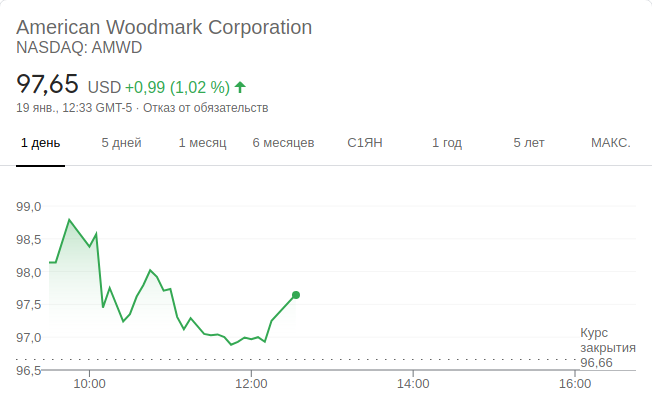 American Woodmark Corporation
NASDAQ: AMWD
97,65 USD +0,99 (1,02 %)
19 янв., 12:33 GMT-5 · Отказ от обязательств
1 день 5 дней 1 месяц 6 месяцев С1ЯН 1 год 5 лет МАКС.
99,0
98,5
98,0
97,5
97,0
96,5
Курс
закрытия
96,66
10:00 12:00 14:00 16:00